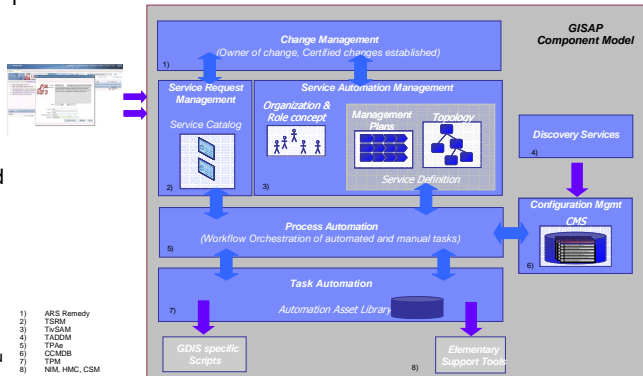 GISAP
Component Model
Change Management
(Owner of change, Certified changes established)
1)
Service Request
Management
Service Catalog
2)
Service Automation Management
Organization &
Role concept
Management
Plans
Topology
Service Definition
3)
Discovery Services
4)
Configuration Mgmt
CMS
6)
Process Automation
(Workflow Orchestration of automated and manual tasks)
5)
Task Automation
Automation Asset Library
7)
GDIS specific
Scripts
Elementary
Support Tools
8)
1) ARS Remedy
2) TSRM
3) TivSAM
4) TADDM
5) TPAe
6) CCMDB
7) TPM
8) NIM, HMC, CSM